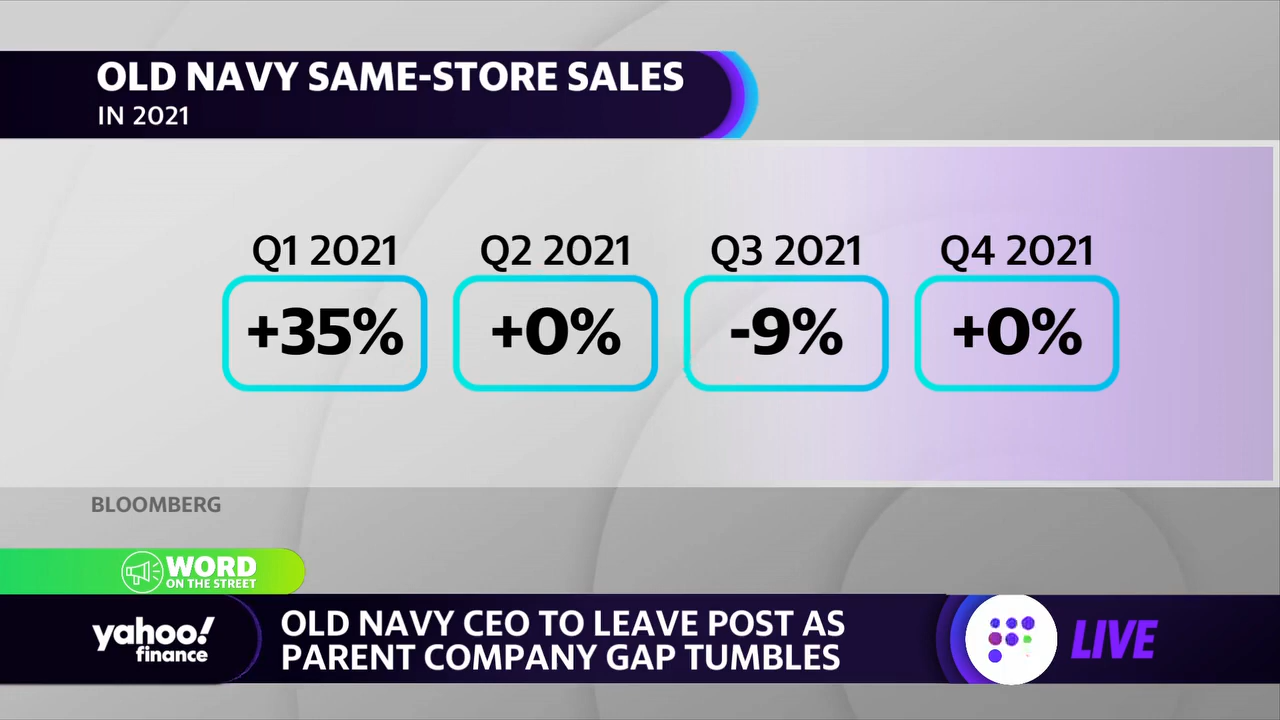 OLD NAVY SAME-STORE SALES
IN 2021
Q1 2021 Q2 2021 Q3 2021 Q4 2021
+35% +0% -9% +0%
BLOOMBERG
WORD
ON THE STREET
yahoo!
finance
OLD NAVY CEO TO LEAVE POST AS
PARENT COMPANY GAP TUMBLES
LIVE